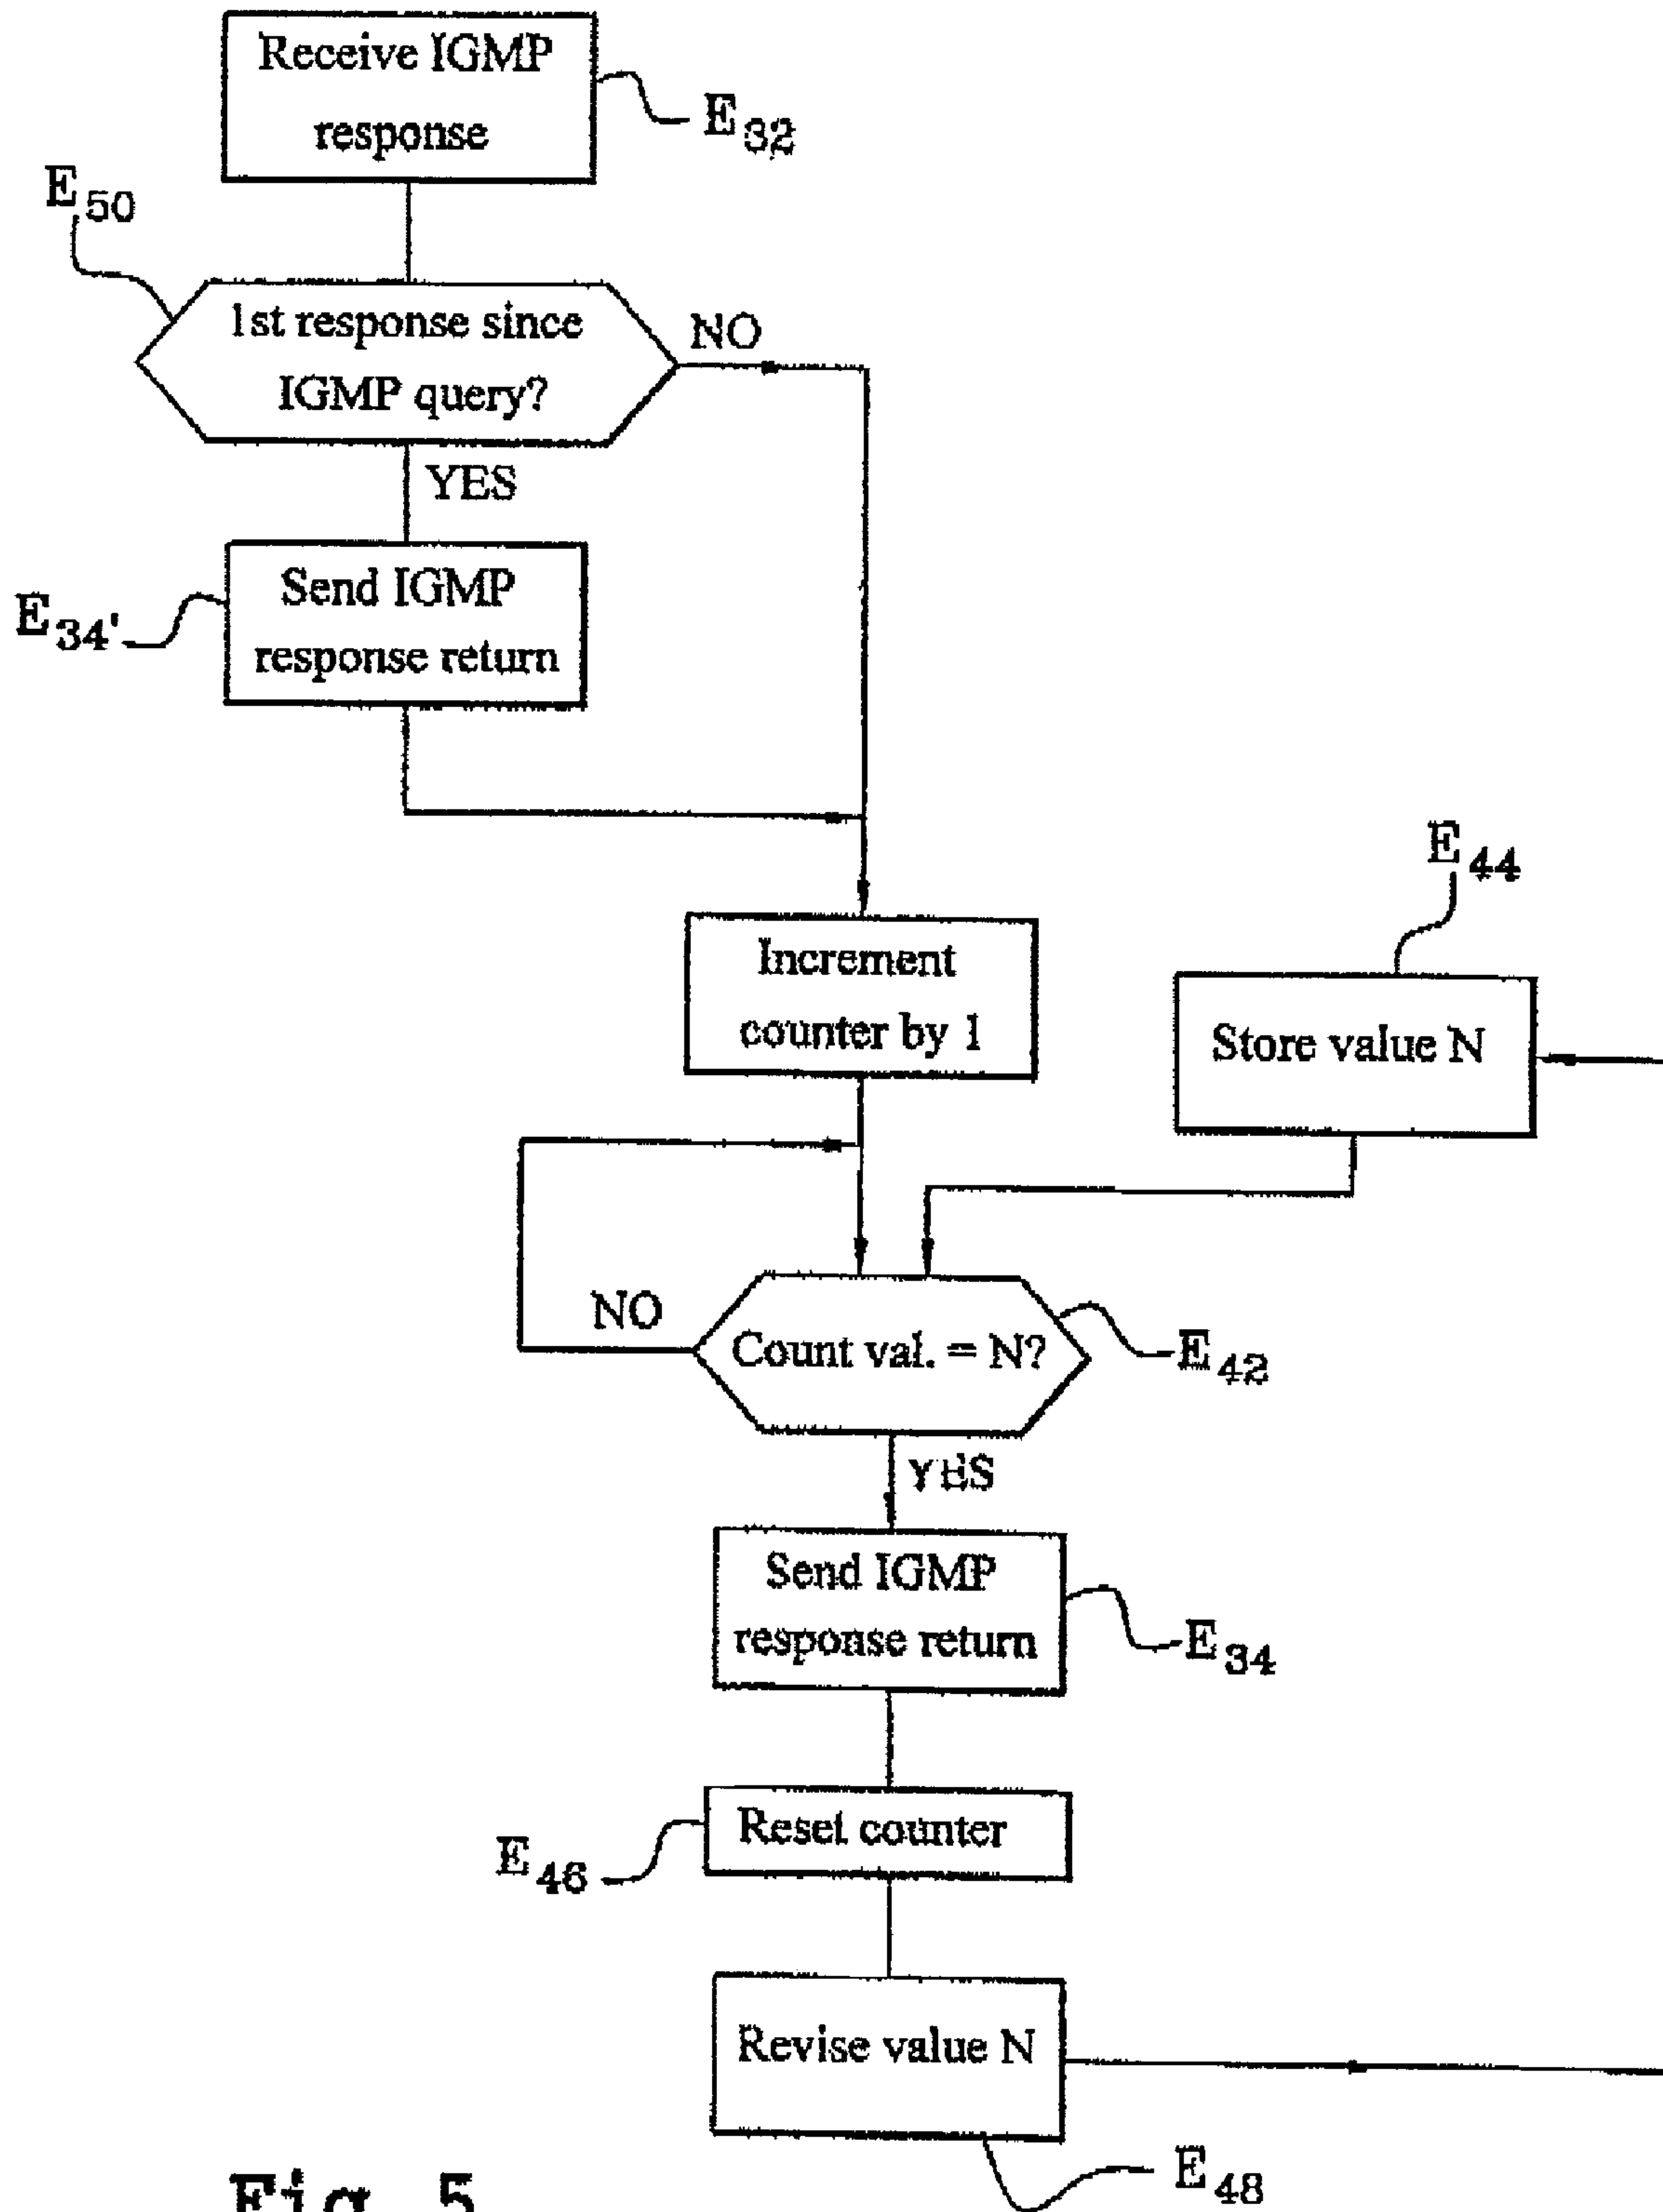 Receive IGMP
response
E32
E50
1st response since
IGMP query?
NO
YES
Send IGMP
response return
E34'
Increment
counter by 1
E44
Store value N
NO
Count val. = N?
E42
YES
Send IGMP
response return
E34
Reset counter
E46
Revise value N
E48
Fig. 5